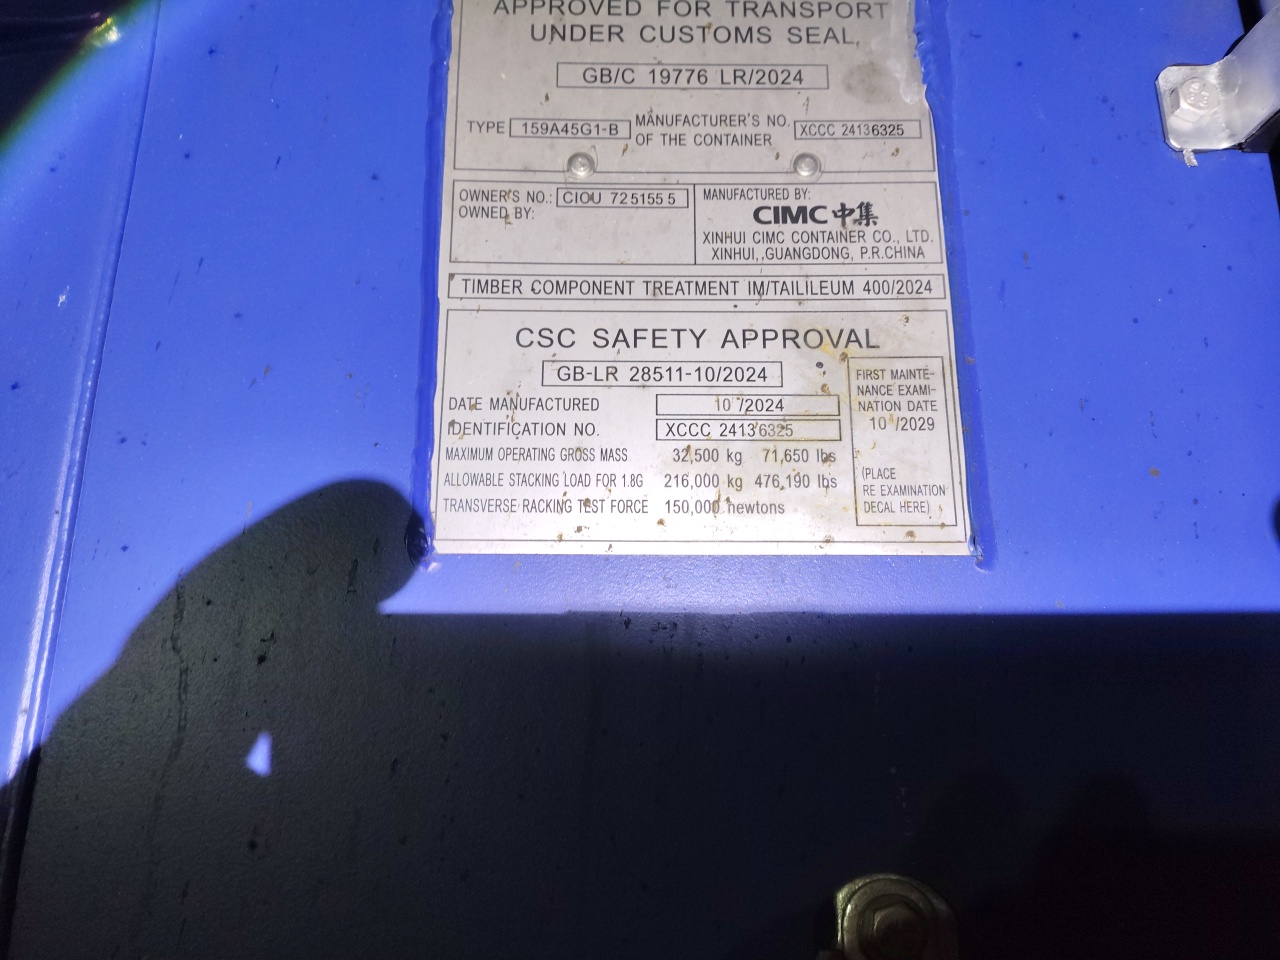 APPROVED FOR TRANSPORT
UNDER CUSTOMS SEAL,
GB/C 19776 LR/2024
TYPE 159A45G1-B MANUFACTURER'S NO. OF THE CONTAINER XCCC 24136325
OWNER'S NO.: CIOU 725155 5
OWNED BY:
MANUFACTURED BY:
CIMC中集
XINHUI CIMC CONTAINER CO., LTD.
XINHUI,,GUANGDONG, P.R.CHINA
TIMBER COMPONENT TREATMENT IM/TAILILEUM 400/2024
CSC SAFETY APPROVAL
GB-LR 28511-10/2024
DATE MANUFACTURED 10 /2024
IDENTIFICATION NO. XCCC 24136325
MAXIMUM OPERATING GROSS MASS 32,500 kg 71,650 lbs
ALLOWABLE STACKING LOAD FOR 1.8G 216,000 kg 476,190 lbs
TRANSVERSE RACKING TEST FORCE 150,000 newtons
FIRST MAINTE-
NANCE EXAMI-
NATION DATE
10 /2029
(PLACE
RE EXAMINATION
DECAL HERE)